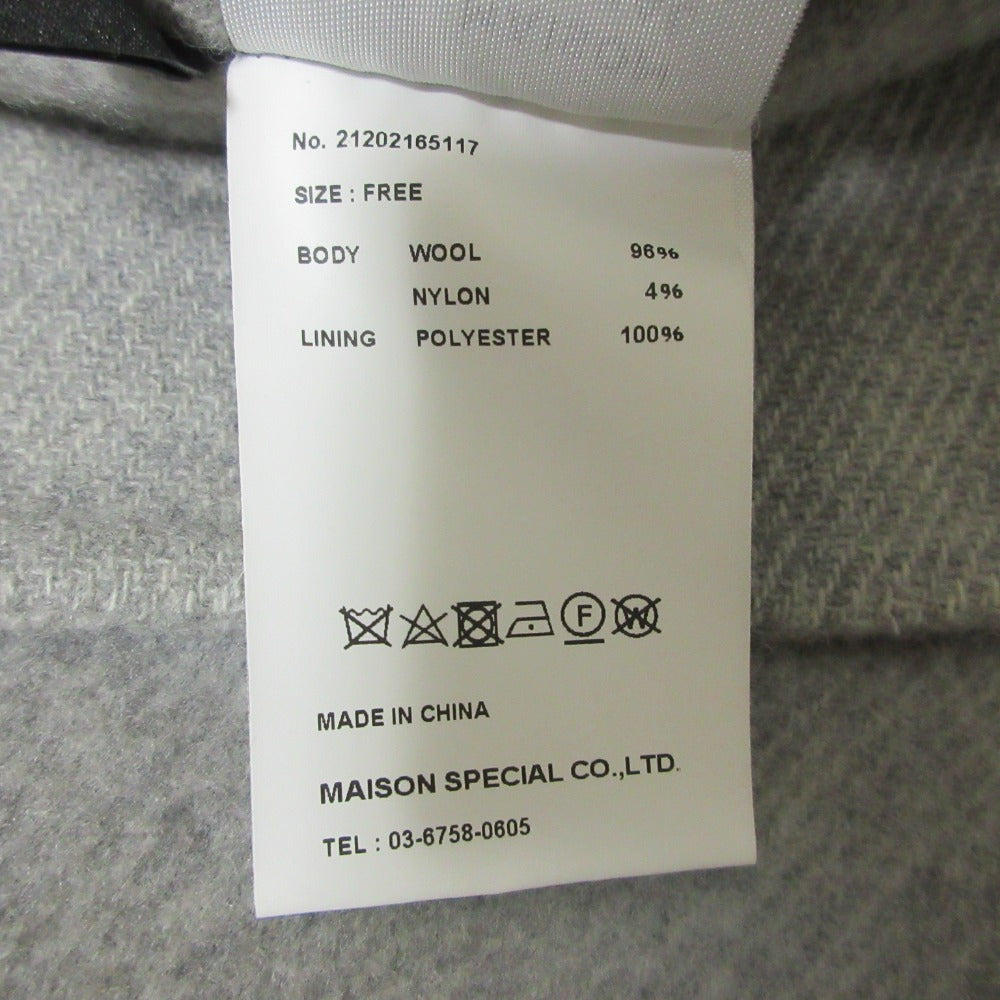 No. 21202165117
SIZE : FREE
BODY WOOL 96%
NYLON 4%
LINING POLYESTER 100%
F W
MADE IN CHINA
MAISON SPECIAL CO.,LTD.
TEL : 03-6758-0605